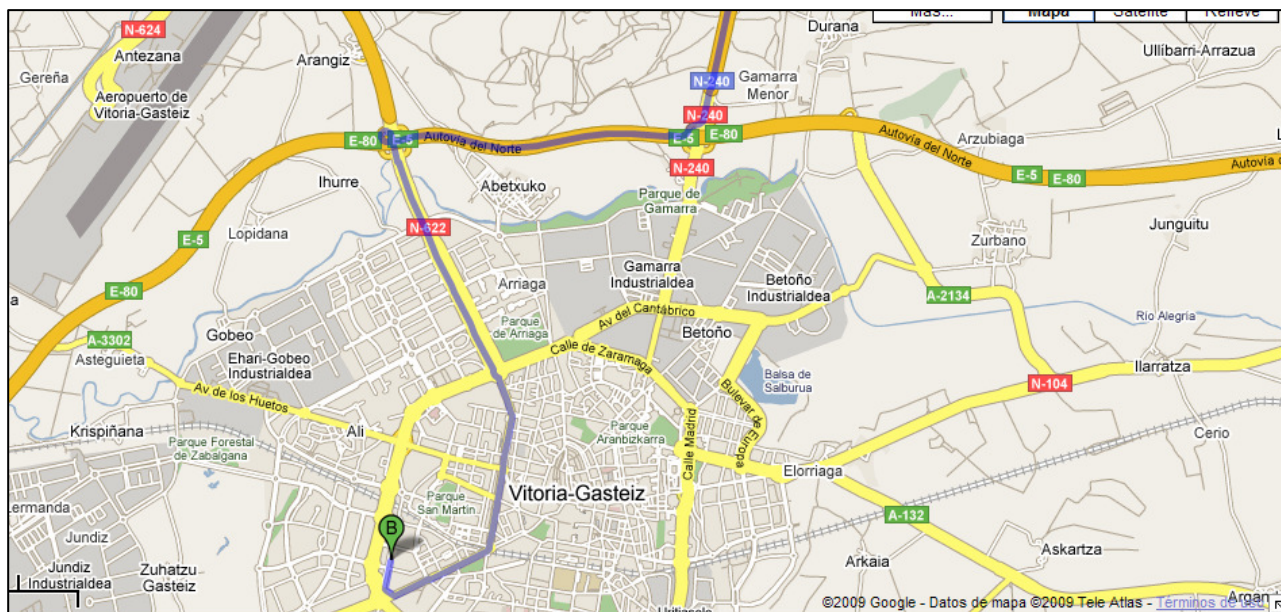 Más...
Mapa
Satélite
Relieve
N-624
Antezana
Gereña
Arangiz
Durana
Ullibarri-Arrazua
Aeropuerto de
Vitoria-Gasteiz
N-240
Gamarra
Menor
N-240
E-80
E-5
Autovía del Norte
E-5
E-80
Autovía del Norte
Arzubiaga
N-240
E-5
E-80
Ihurre
Abetxuko
Parque de
Gamarra
Lopidana
N-622
Junguitu
E-5
Zurbano
Gamarra
Industrialdea
Betoño
Industrialdea
Arriaga
E-80
A-2134
Av del Cantábrico
Rio Alegria
Gobeo
Parque
de Arriaga
Betoño
A-3302
Asteguieta
Ehari-Gobeo
Industrialdea
Calle de Zaramaga
Ilarratza
Balsa de
Salburua
N-104
Av de los Huetos
Bulevar de Europa
Calle Madrid
Krispiñana
Ali
Parque
Aranbizkarra
Cerio
Parque Forestal
de Zabalgana
Elorriaga
Parque
San Martin
Vitoria-Gasteiz
Lermanda
A-132
B
Jundiz
Askartza
Arkaia
Jundiz
Industrialdea
Zuhatzu
Gasteiz
Argan
©2009 Google - Datos de mapa ©2009 Tele Atlas - Términos de uso